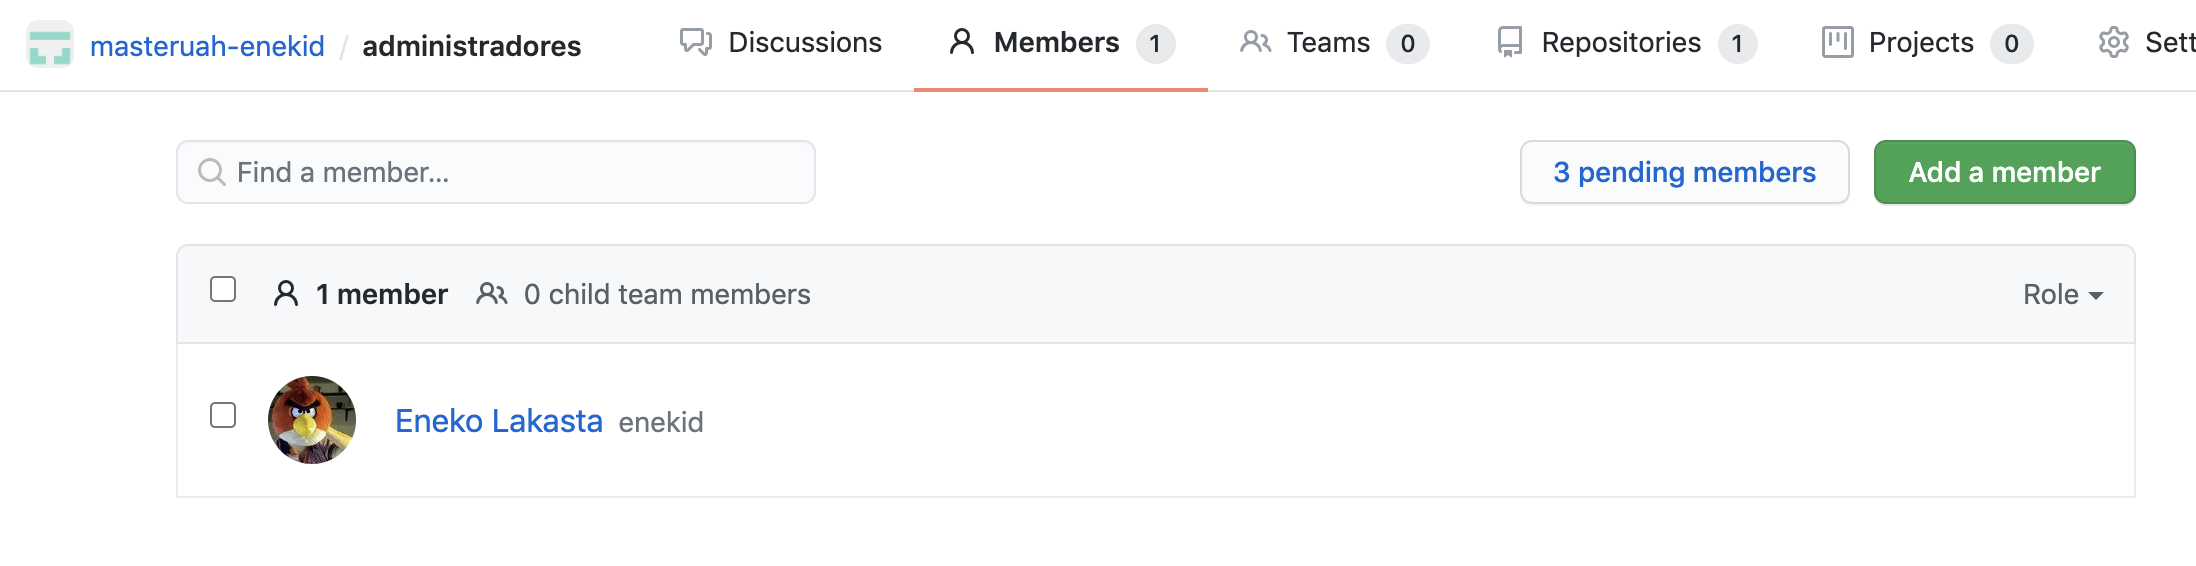 masteruah-enekid / administradores Discussions Members 1 Teams 0 Repositories 1 Projects 0 Sett
Find a member... 3 pending members Add a member
1 member 0 child team members Role
Eneko Lakasta enekid